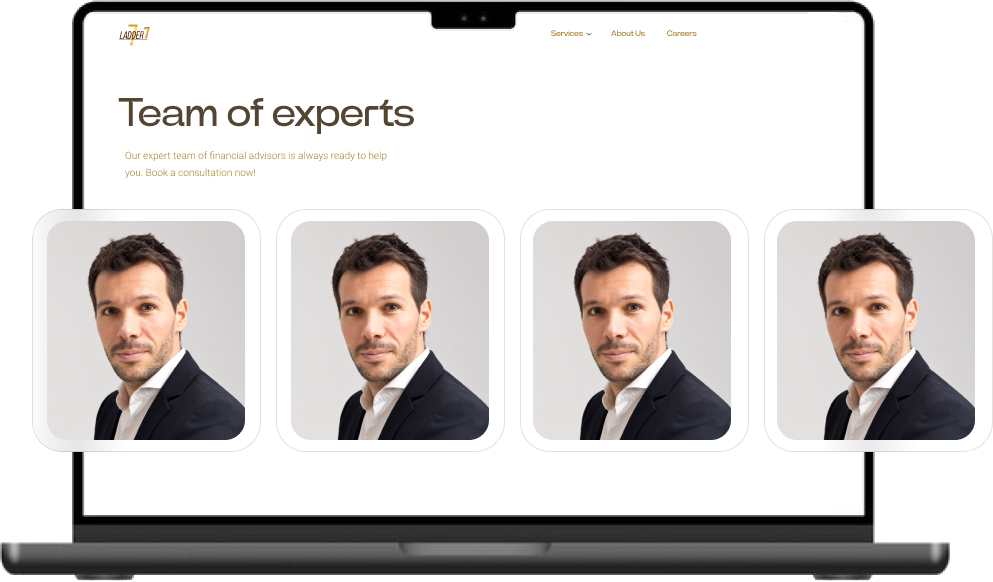 LADDER 77
Services
About Us
Careers
Team of experts
Our expert team of financial advisors is always ready to help
you. Book a consultation now!